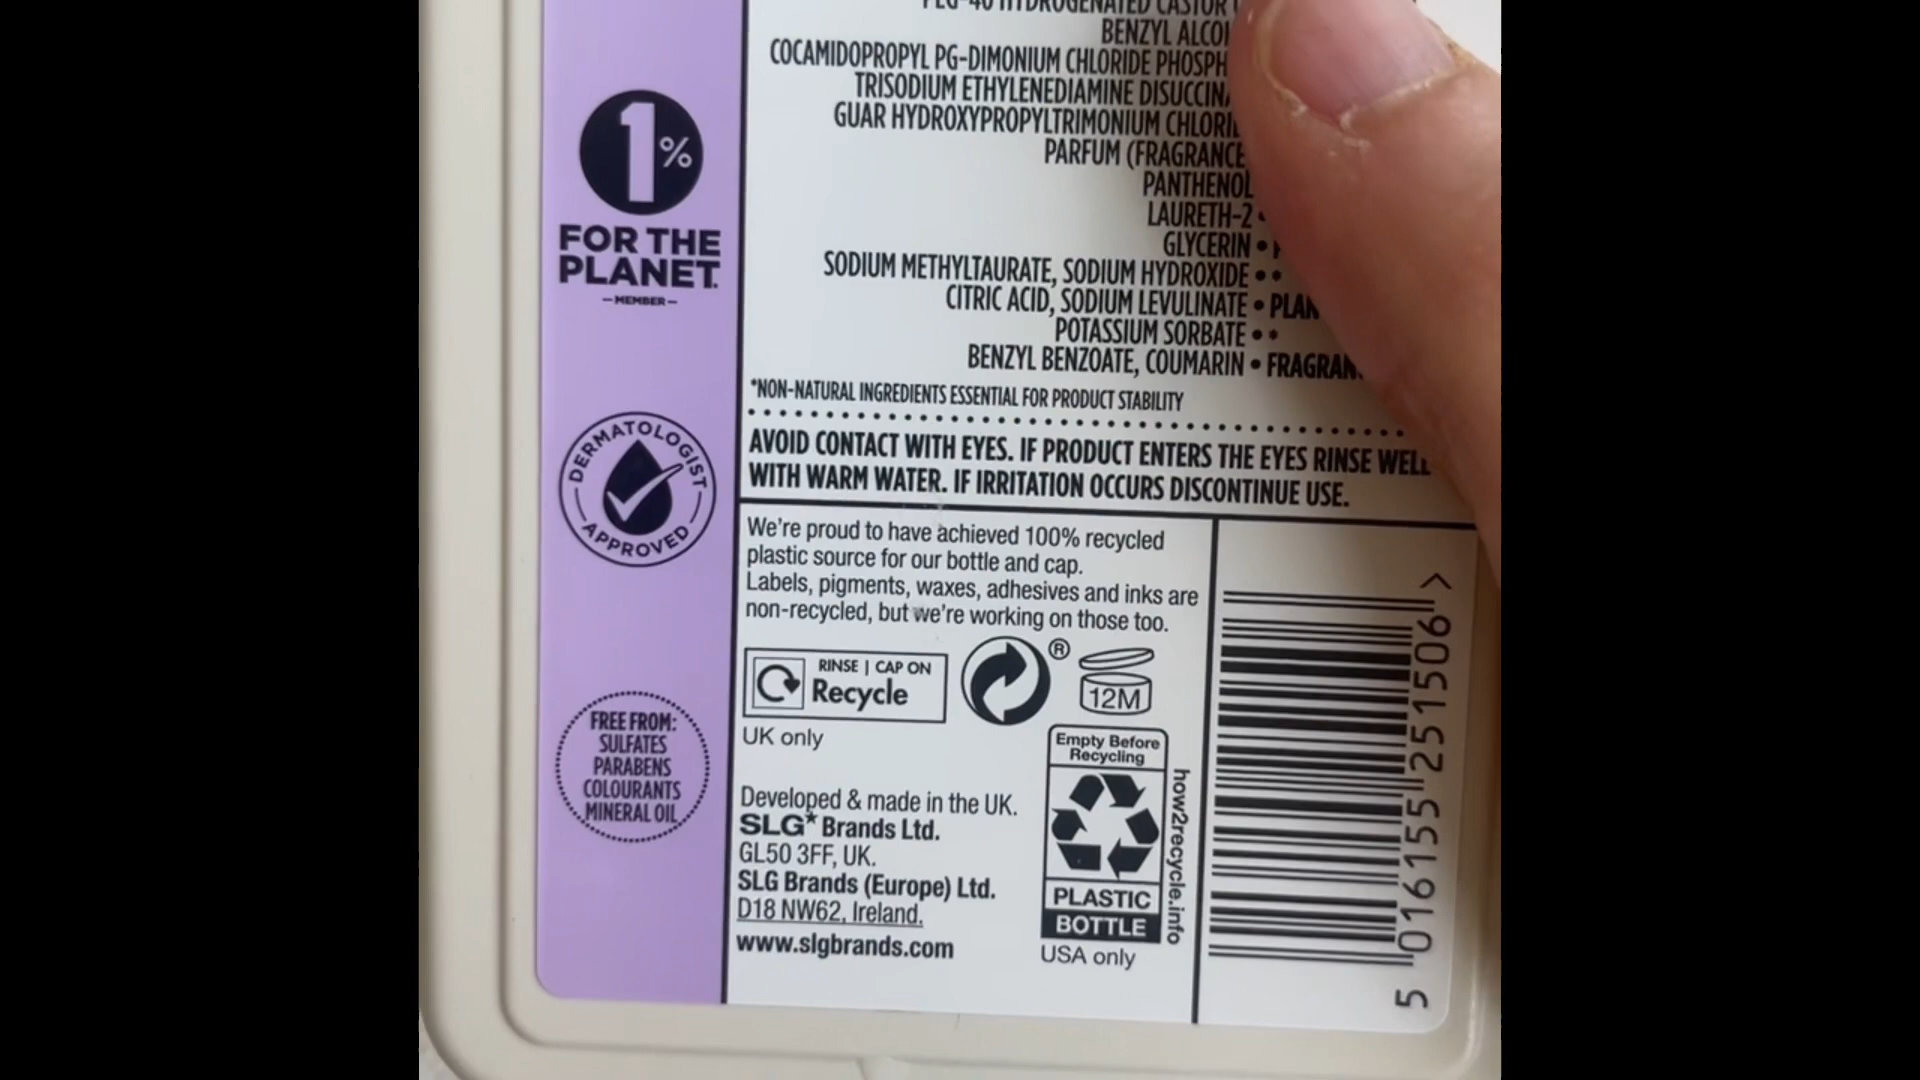 PEG-40 HYDROGENATED CASTOR
BENZYL
COCAMIDOPROPYL PG-DIMONIUM CHLORIDE
TRISODIUM ETHYLENEDIAMINE
GUAR HYDROXYPROPYLTRIMONIUM
PARFUM (FRAGRANCE
PANTHENOL
LAURETH-2 •
GLYCERIN •
SODIUM METHYLTAURATE, SODIUM HYDROXIDE • •
CITRIC ACID, SODIUM LEVULINATE •
POTASSIUM SORBATE • •
BENZYL BENZOATE, COUMARIN •
*NON-NATURAL INGREDIENTS ESSENTIAL FOR PRODUCT STABILITY
AVOID CONTACT WITH EYES. IF PRODUCT ENTERS THE EYES RINSE WELL
WITH WARM WATER. IF IRRITATION OCCURS DISCONTINUE USE.
1%
FOR THE
PLANET.
– MEMBER –
DERMATOLOGIST
APPROVED
FREE FROM:
SULFATES
PARABENS
COLOURANTS
MINERAL OIL
We're proud to have achieved 100% recycled
plastic source for our bottle and cap.
Labels, pigments, waxes, adhesives and inks are
non-recycled, but we're working on those too.
RINSE | CAP ON
Recycle
UK only
®
12M
Developed & made in the UK.
SLG* Brands Ltd.
GL50 3FF, UK.
SLG Brands (Europe) Ltd.
D18 NW62, Ireland.
www.slgbrands.com
Empty Before
Recycling
PLASTIC
BOTTLE
how2recycle.info
USA only
5 016155 251506 >